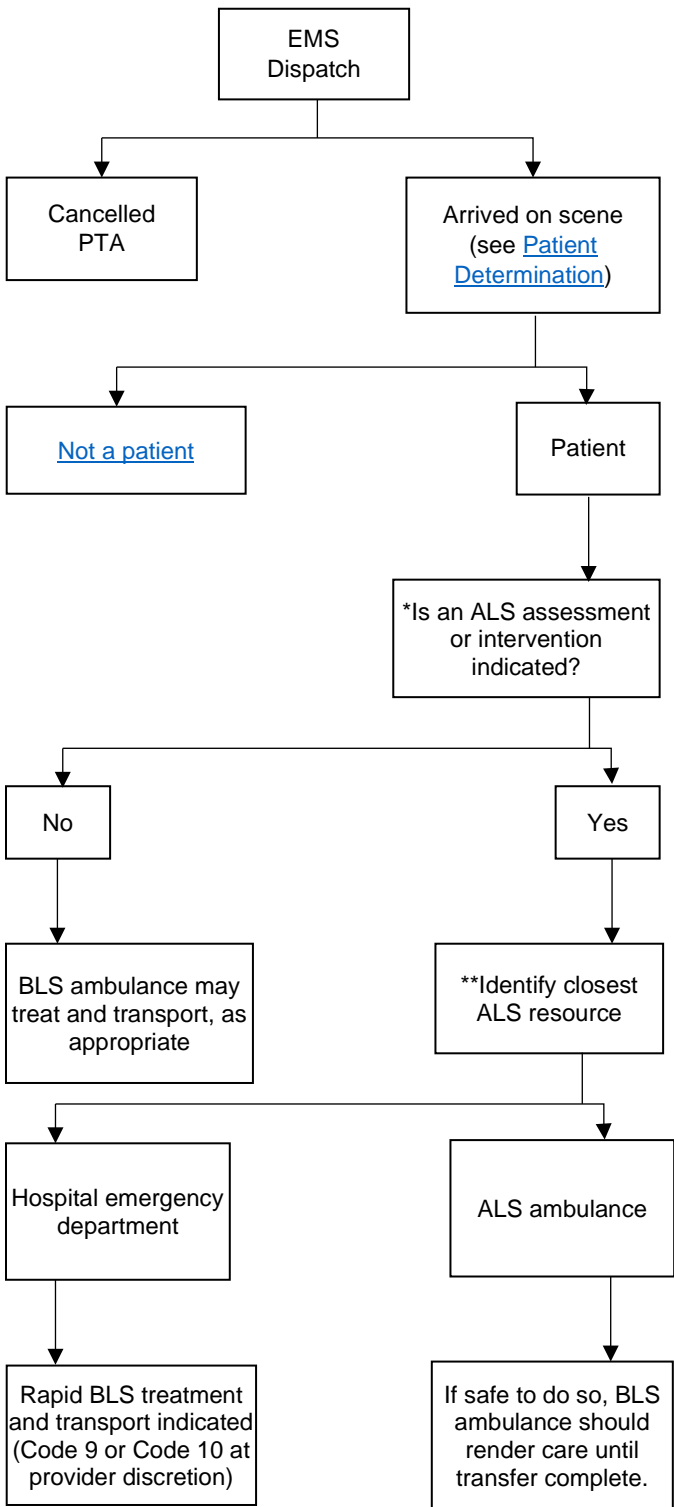 EMS
Dispatch
Cancelled
PTA
Arrived on scene
(see Patient
Determination)
Not a patient
Patient
*Is an ALS assessment
or intervention
indicated?
No
Yes
BLS ambulance may
treat and transport, as
appropriate
**Identify closest
ALS resource
Hospital emergency
department
ALS ambulance
Rapid BLS treatment
and transport indicated
(Code 9 or Code 10 at
provider discretion)
If safe to do so, BLS
ambulance should
render care until
transfer complete.